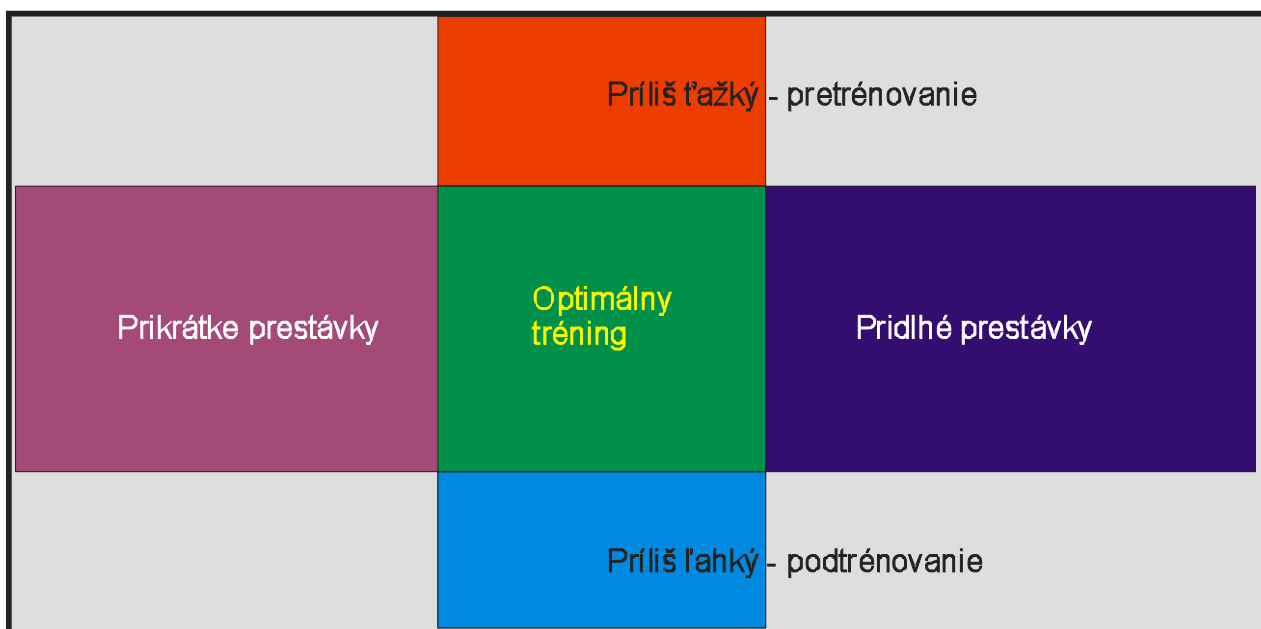 Príliš ťažký - pretrénovanie
Prikrátke prestávky
Optimálny
tréning
Pridlhé prestávky
Príliš ľahký - podtrénovanie